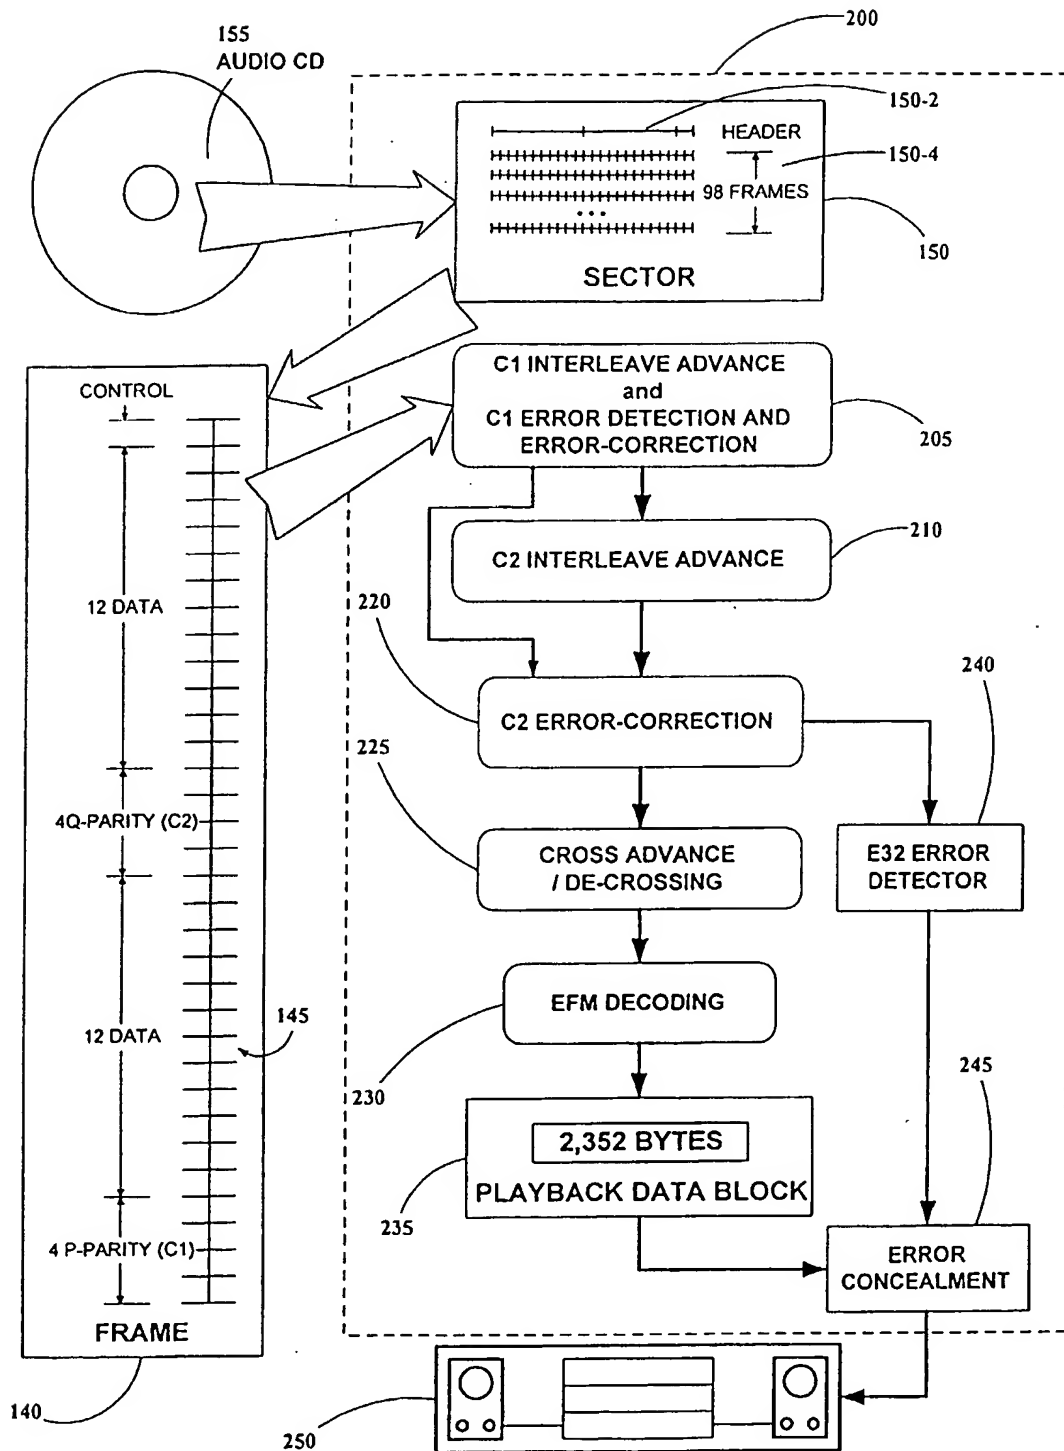 200
155
AUDIO CD
150-2
HEADER
150-4
98 FRAMES
...
150
SECTOR
CONTROL
C1 INTERLEAVE ADVANCE
and
C1 ERROR DETECTION AND
ERROR-CORRECTION
205
210
C2 INTERLEAVE ADVANCE
12 DATA
220
240
C2 ERROR-CORRECTION
225
4Q-PARITY (C2)
CROSS ADVANCE
/ DE-CROSSING
E32 ERROR
DETECTOR
EFM DECODING
145
12 DATA
230
245
2,352 BYTES
PLAYBACK DATA BLOCK
235
4 P-PARITY (C1)
ERROR
CONCEALMENT
FRAME
140
250